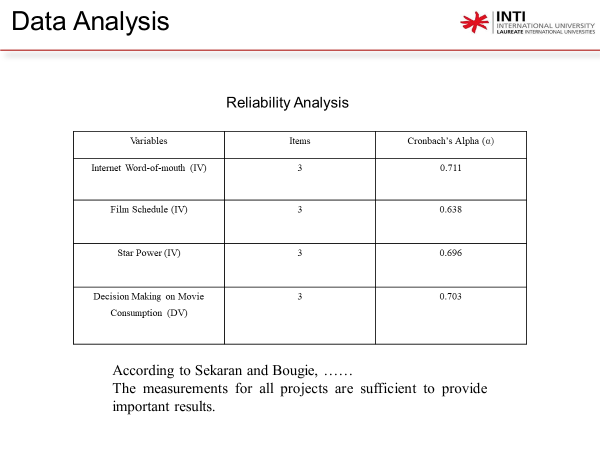 Data Analysis
INTI
INTERNATIONAL UNIVERSITY
LAUREATE INTERNATIONAL UNIVERSITIES
Reliability Analysis
Variables Items Cronbach's Alpha (α)
Internet Word-of-mouth (IV) 3 0.711
Film Schedule (IV) 3 0.638
Star Power (IV) 3 0.696
Decision Making on Movie 3 0.703
Consumption (DV)
According to Sekaran and Bougie, ……
The measurements for all projects are sufficient to provide
important results.